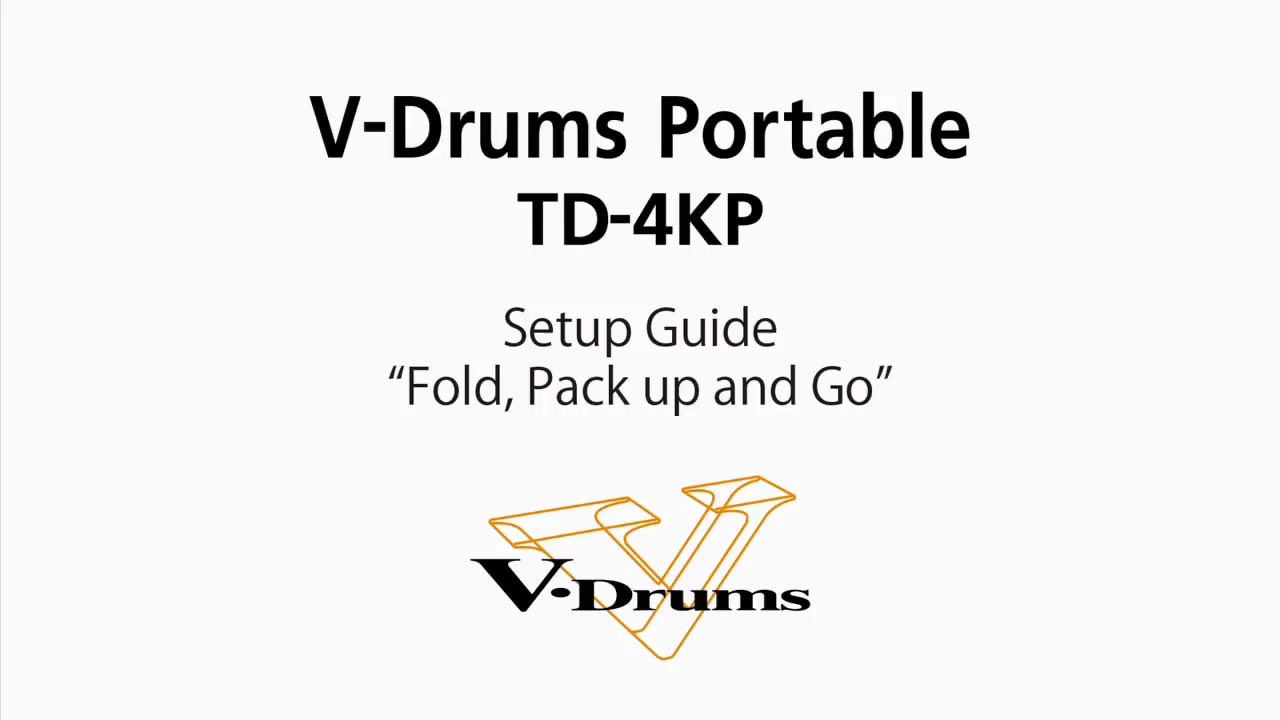 V-Drums Portable
TD-4KP
Setup Guide
“Fold, Pack up and Go”
V-Drums